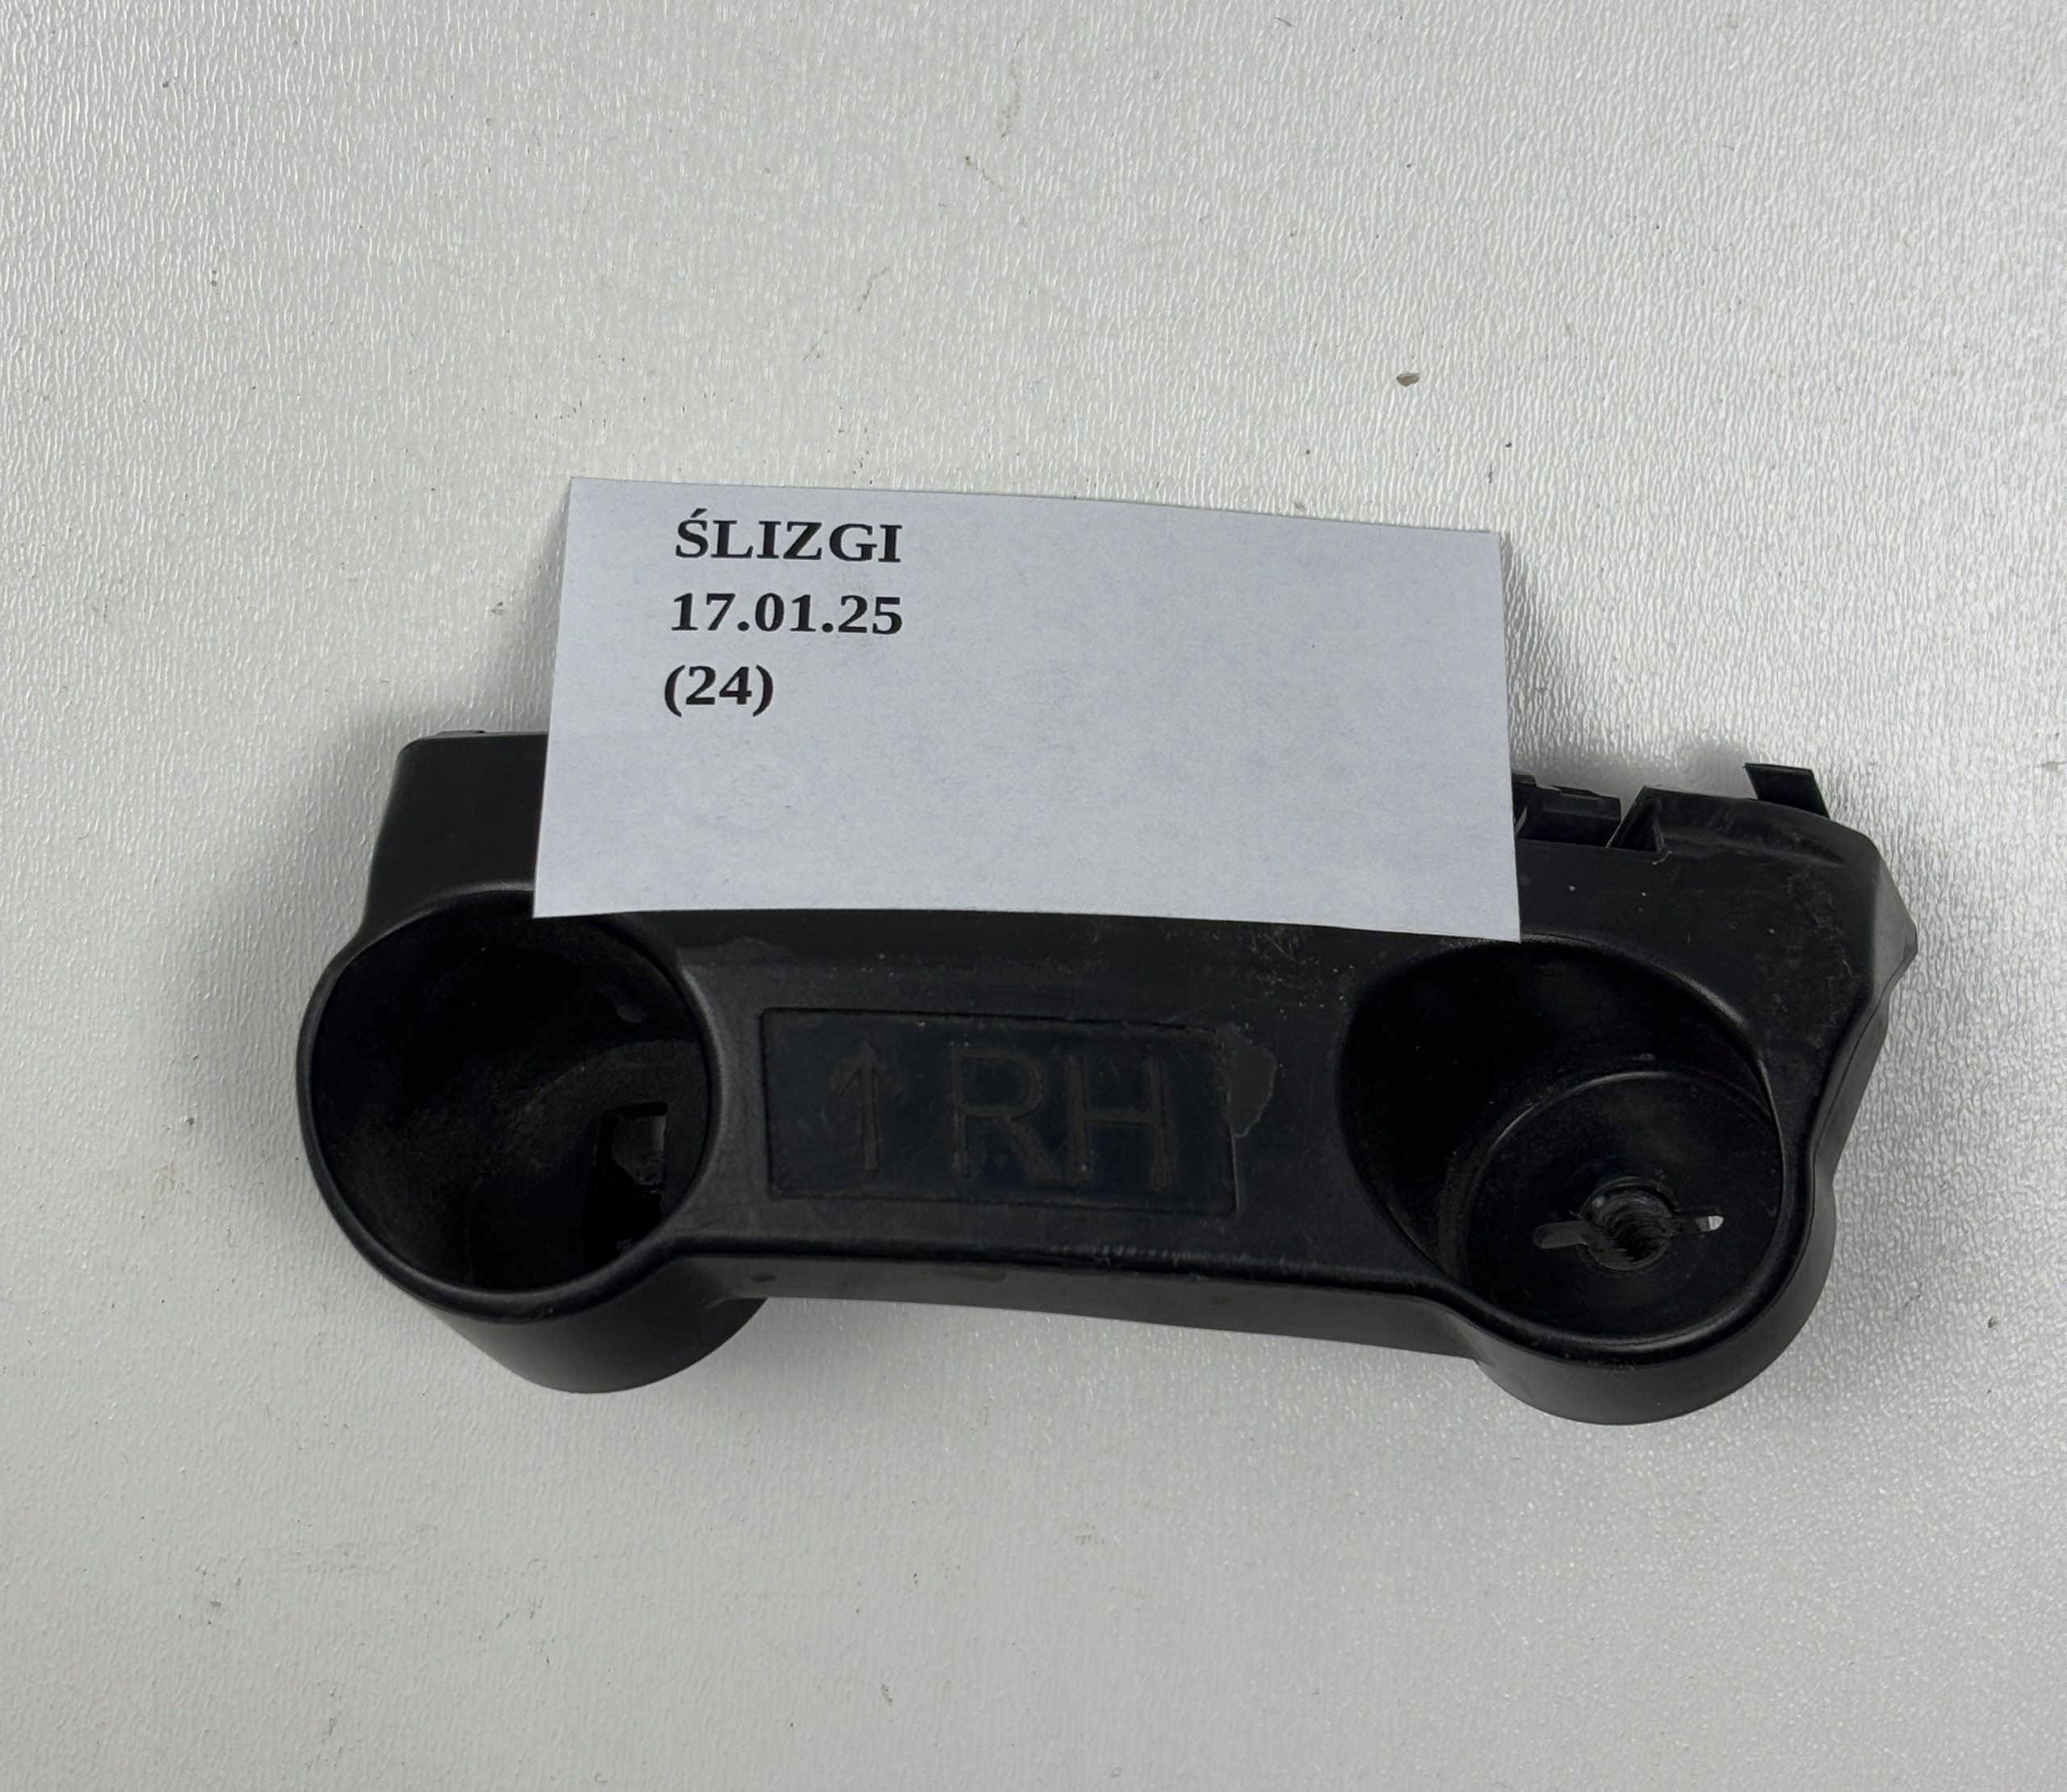 ŚLIZGI
17.01.25
(24)
↑ RH